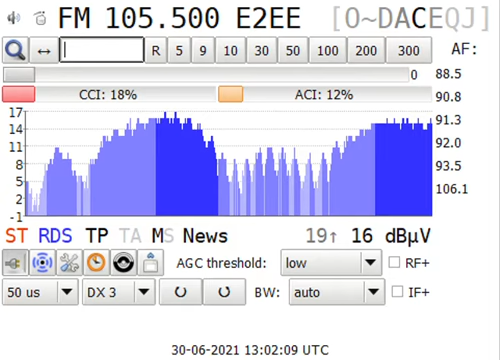 FM 105.500 E2EE [O~DACEQJ]
↔ R 5 9 10 30 50 100 200 300 AF:
0 88.5
CCI: 18% ACI: 12% 90.8
91.3
92.0
93.5
106.1
17
14
11
8
5
2
-1
ST RDS TP TA MS News 19↑ 16 dBµV
AGC threshold: low RF+
50 us DX 3 ↻ ↻ BW: auto IF+
30-06-2021 13:02:09 UTC